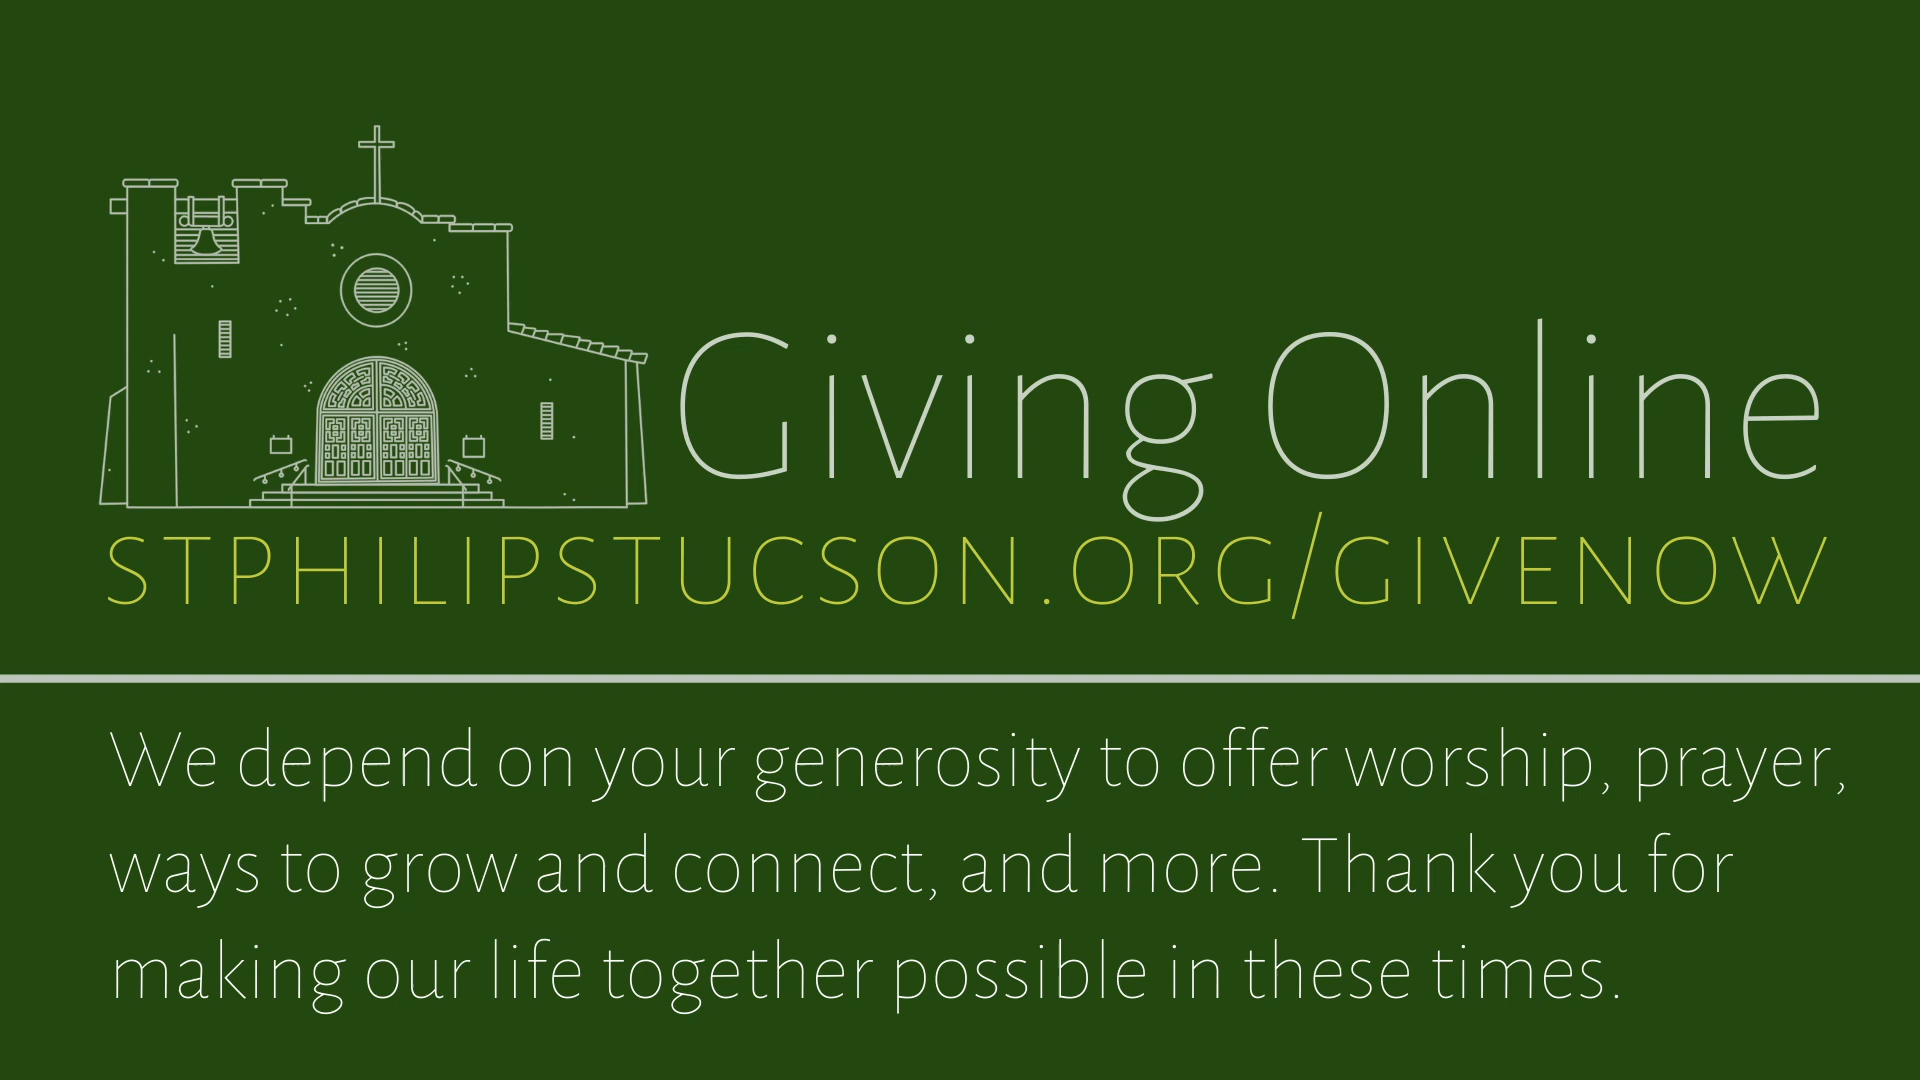 Giving Online
STPHILIPSTUCSON.ORG/GIVENOW
We depend on your generosity to offer worship, prayer,
ways to grow and connect, and more. Thank you for
making our life together possible in these times.